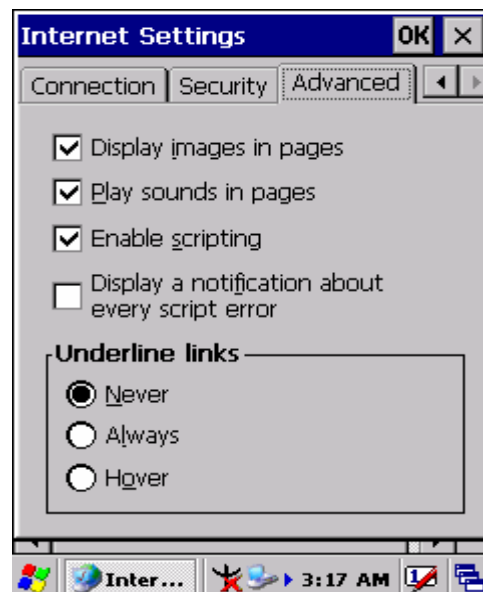 Internet Settings OK
Connection Security Advanced
Display images in pages
Play sounds in pages
Enable scripting
Display a notification about
every script error
Underline links
Never
Always
Hover
Inter... 3:17 AM